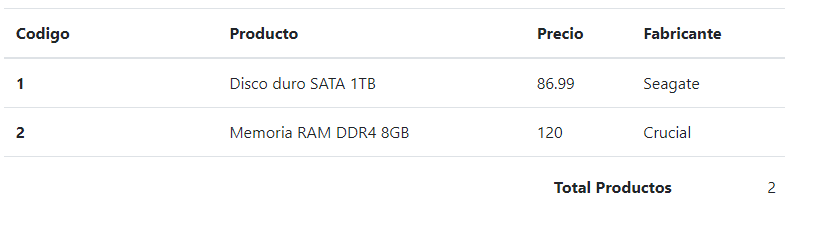 Codigo Producto Precio Fabricante
1 Disco duro SATA 1TB 86.99 Seagate
2 Memoria RAM DDR4 8GB 120 Crucial
Total Productos 2